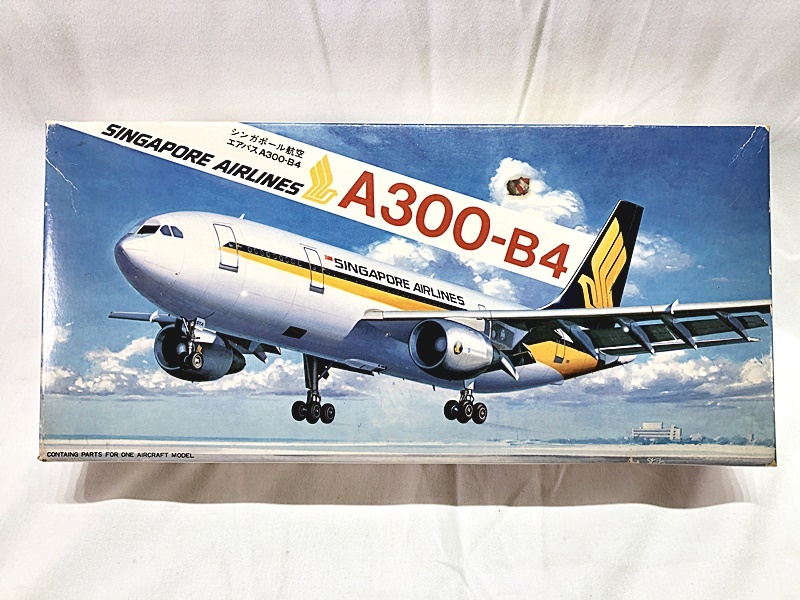 シンガポール航空
エアバスA300-B4
SINGAPORE AIRLINES
A300-B4
SINGAPORE AIRLINES
CONTAING PARTS FOR ONE AIRCRAFT MODEL.